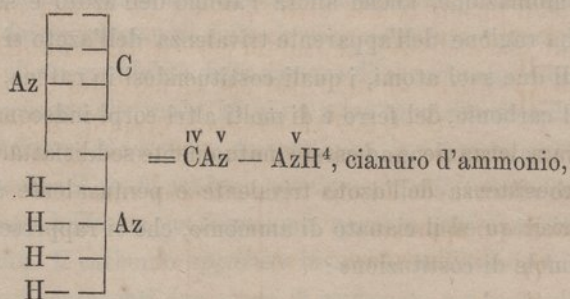 C
Az
IV V V
= CAz — AzH⁴, cianuro d'ammonio,
H
H Az
H
H